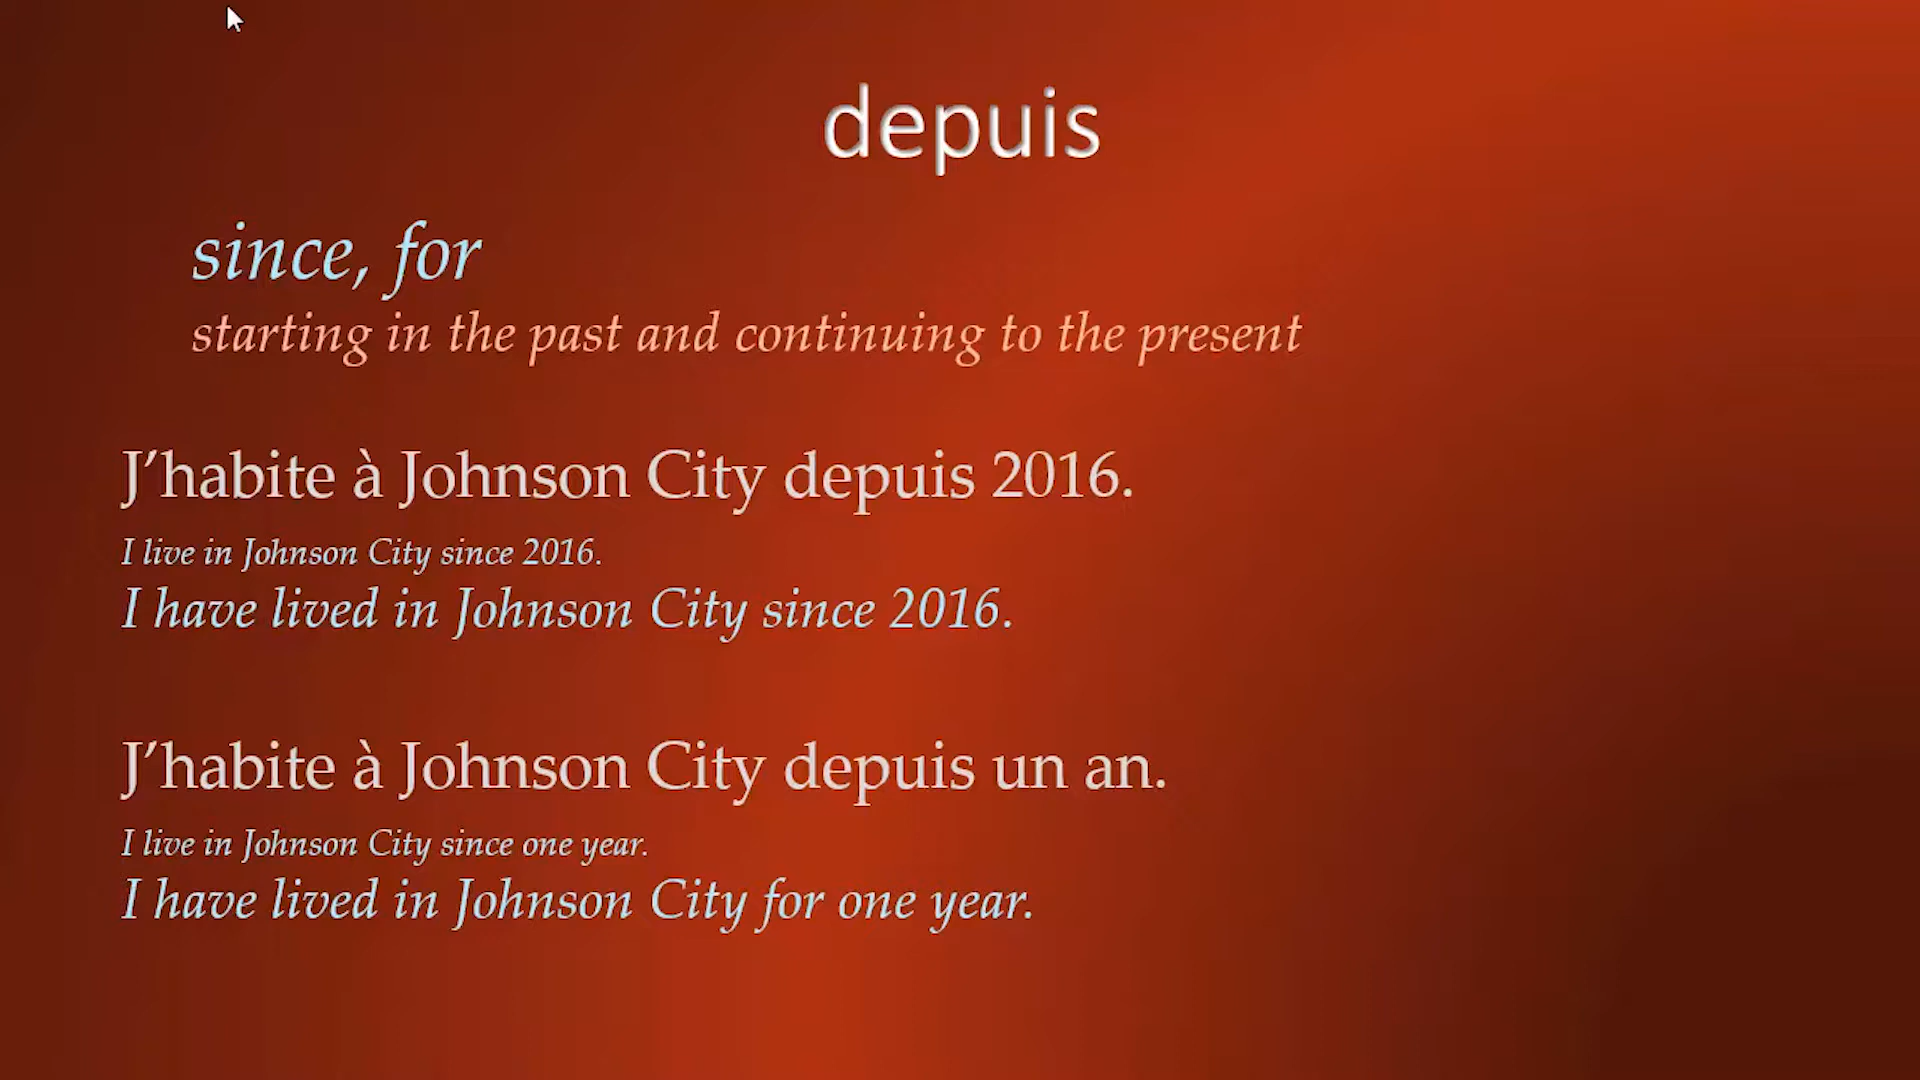 depuis
since, for
starting in the past and continuing to the present
J’habite à Johnson City depuis 2016.
I live in Johnson City since 2016.
I have lived in Johnson City since 2016.
J’habite à Johnson City depuis un an.
I live in Johnson City since one year.
I have lived in Johnson City for one year.